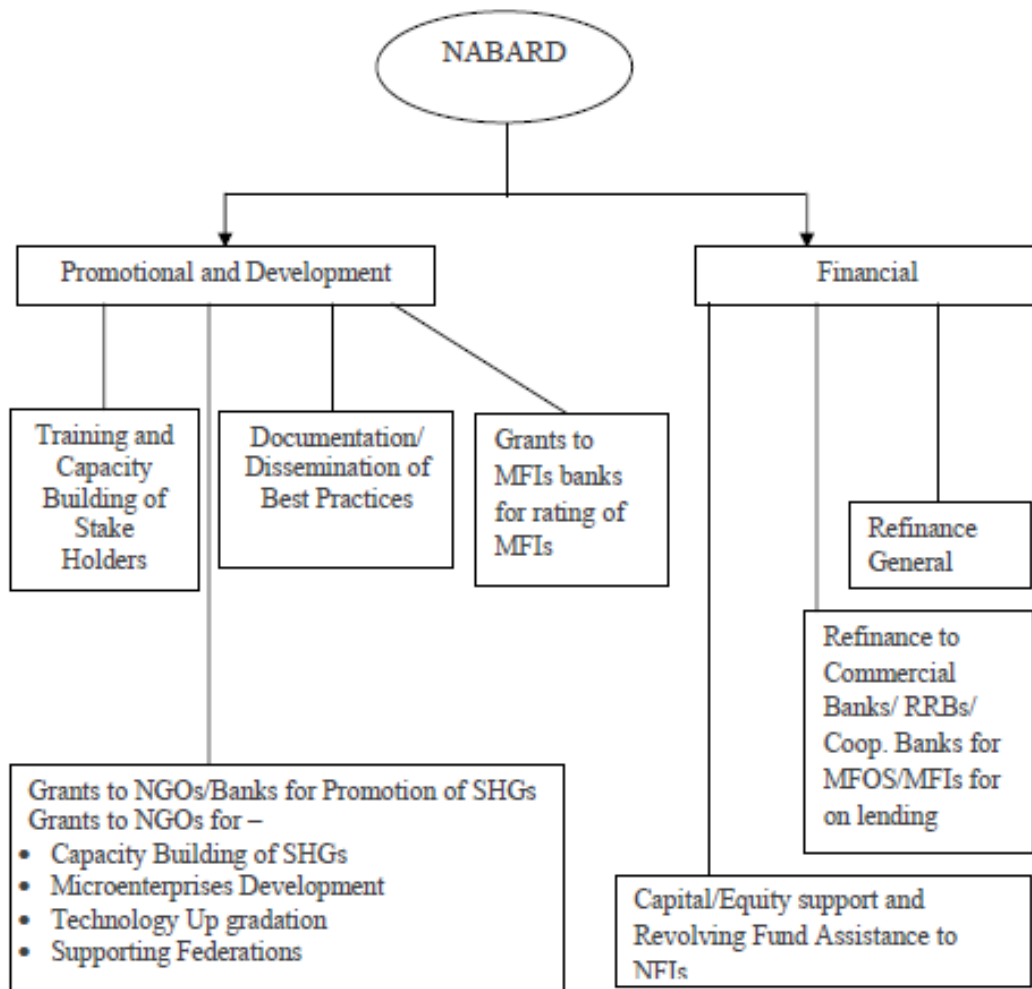 NABARD
Promotional and Development
Financial
Training and
Capacity
Building of
Stake
Holders
Documentation/
Dissemination of
Best Practices
Grants to
MFIs banks
for rating of
MFIs
Refinance
General
Refinance to
Commercial
Banks/ RRBs/
Coop. Banks for
MFOS/MFIs for
on lending
Grants to NGOs/Banks for Promotion of SHGs
Grants to NGOs for –
• Capacity Building of SHGs
• Microenterprises Development
• Technology Up gradation
• Supporting Federations
Capital/Equity support and
Revolving Fund Assistance to
NFIs